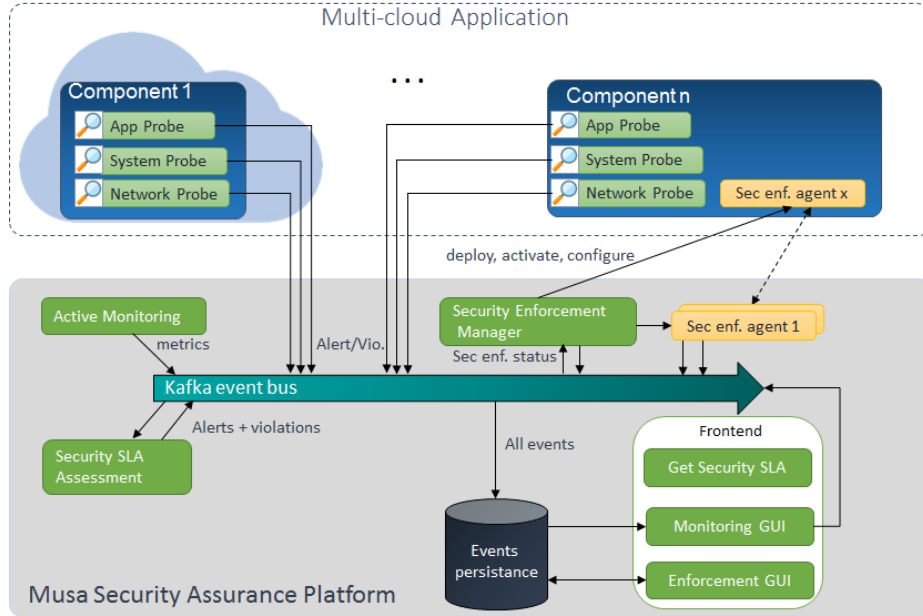 Multi-cloud Application
...
Component 1
App Probe
System Probe
Network Probe
Component n
App Probe
System Probe
Network Probe
Sec enf. agent x
deploy, activate, configure
Active Monitoring
metrics
Alert/Vio.
Security Enforcement
Manager
Sec enf. agent 1
Sec enf. status
Kafka event bus
Alerts + violations
Security SLA
Assessment
All events
Frontend
Get Security SLA
Monitoring GUI
Enforcement GUI
Events
persistance
Musa Security Assurance Platform